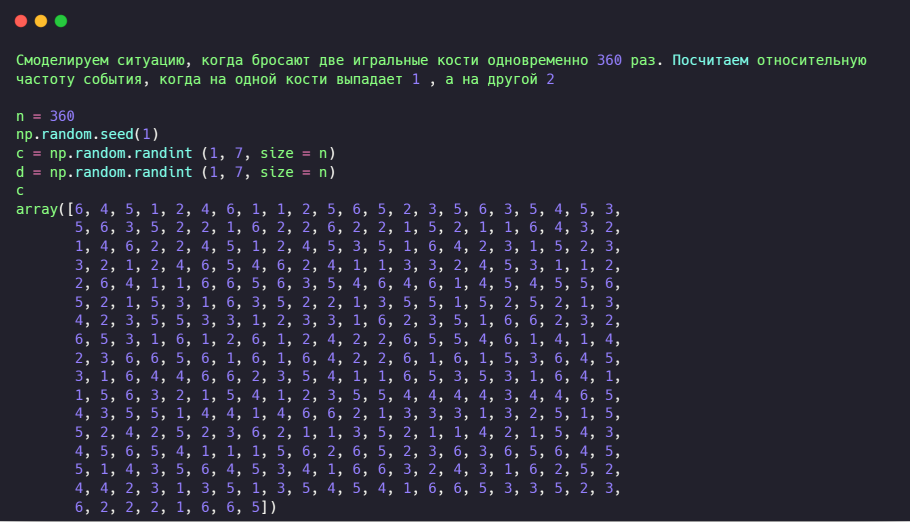 Смоделируем ситуацию, когда бросают две игральные кости одновременно 360 раз. Посчитаем относительную
частоту события, когда на одной кости выпадает 1 , а на другой 2
n = 360
np.random.seed(1)
c = np.random.randint (1, 7, size = n)
d = np.random.randint (1, 7, size = n)
c
array([6, 4, 5, 1, 2, 4, 6, 1, 1, 2, 5, 6, 5, 2, 3, 5, 6, 3, 5, 4, 5, 3,
5, 6, 3, 5, 2, 2, 1, 6, 2, 2, 6, 2, 2, 1, 5, 2, 1, 1, 6, 4, 3, 2,
1, 4, 6, 2, 2, 4, 5, 1, 2, 4, 5, 3, 5, 1, 6, 4, 2, 3, 1, 5, 2, 3,
3, 2, 1, 2, 4, 6, 5, 4, 6, 2, 4, 1, 1, 3, 3, 2, 4, 5, 3, 1, 1, 2,
2, 6, 4, 1, 1, 6, 6, 5, 6, 3, 5, 4, 6, 4, 6, 1, 4, 5, 4, 5, 5, 6,
5, 2, 1, 5, 3, 1, 6, 3, 5, 2, 2, 1, 3, 5, 5, 1, 5, 2, 5, 2, 1, 3,
4, 2, 3, 5, 5, 3, 3, 1, 2, 3, 3, 1, 6, 2, 3, 5, 1, 6, 6, 2, 3, 2,
6, 5, 3, 1, 6, 1, 2, 6, 1, 2, 4, 2, 2, 6, 5, 5, 4, 6, 1, 4, 1, 4,
2, 3, 6, 6, 5, 6, 1, 6, 1, 6, 4, 2, 2, 6, 1, 6, 1, 5, 3, 6, 4, 5,
3, 1, 6, 4, 4, 6, 6, 2, 3, 5, 4, 1, 1, 6, 5, 3, 5, 3, 1, 6, 4, 1,
1, 5, 6, 3, 2, 1, 5, 4, 1, 2, 3, 5, 5, 4, 4, 4, 4, 3, 4, 4, 6, 5,
4, 3, 5, 5, 1, 4, 4, 1, 4, 6, 6, 2, 1, 3, 3, 3, 1, 3, 2, 5, 1, 5,
5, 2, 4, 2, 5, 2, 3, 6, 2, 1, 1, 3, 5, 2, 1, 1, 4, 2, 1, 5, 4, 3,
4, 5, 6, 5, 4, 1, 1, 1, 5, 6, 2, 6, 5, 2, 3, 6, 3, 6, 5, 6, 4, 5,
5, 1, 4, 3, 5, 6, 4, 5, 3, 4, 1, 6, 6, 3, 2, 4, 3, 1, 6, 2, 5, 2,
4, 4, 2, 3, 1, 3, 5, 1, 3, 5, 4, 5, 4, 1, 6, 6, 5, 3, 3, 5, 2, 3,
6, 2, 2, 2, 1, 6, 6, 5])